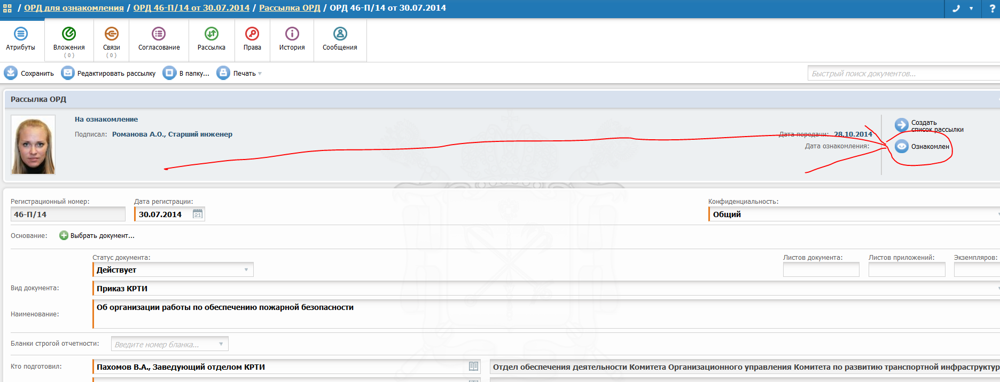 / ОРД для ознакомления / ОРД 46-П/14 от 30.07.2014 / Рассылка ОРД / ОРД 46-П/14 от 30.07.2014
?
Атрибуты Вложения Связи Согласование Рассылка Права История Сообщения
( 0 ) ( 0 )
Сохранить Редактировать рассылку В папку... Печать Быстрый поиск документов...
Рассылка ОРД
На ознакомление
Подписал: Романова А.О., Старший инженер
Дата передачи: 28.10.2014
Дата ознакомления:
Создать
список рассылки
Ознакомлен
Регистрационный номер: Дата регистрации: Конфиденциальность:
46-П/14 30.07.2014 21 Общий
Основание: Выбрать документ...
Статус документа: Листов документа: Листов приложений: Экземпляров:
Действует
Вид документа: Приказ КРТИ
Наименование: Об организации работы по обеспечению пожарной безопасности
Бланки строгой отчетности: Введите номер бланка...
Кто подготовил: Пахомов В.А., Заведующий отделом КРТИ Отдел обеспечения деятельности Комитета Организационного управления Комитета по развитию транспортной инфраструктур